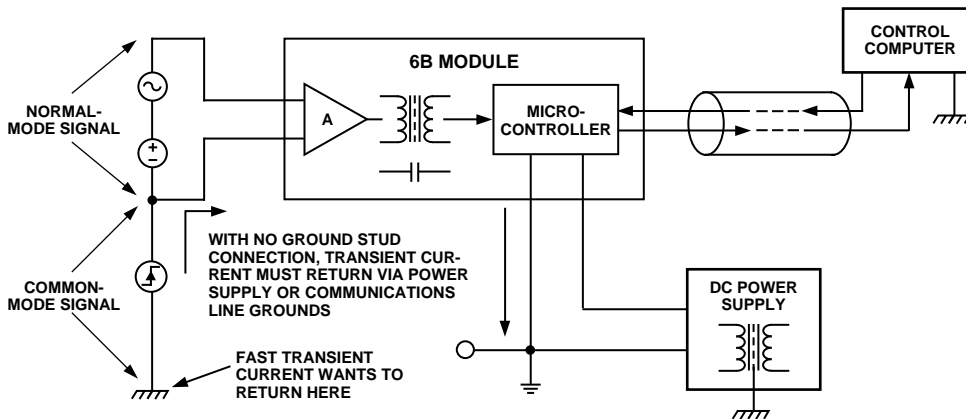 CONTROL
COMPUTER
6B MODULE
NORMAL-
MODE SIGNAL
A
MICRO-
CONTROLLER
WITH NO GROUND STUD
CONNECTION, TRANSIENT CUR-
RENT MUST RETURN VIA POWER
SUPPLY OR COMMUNICATIONS
LINE GROUNDS
COMMON-
MODE SIGNAL
DC POWER
SUPPLY
FAST TRANSIENT
CURRENT WANTS TO
RETURN HERE